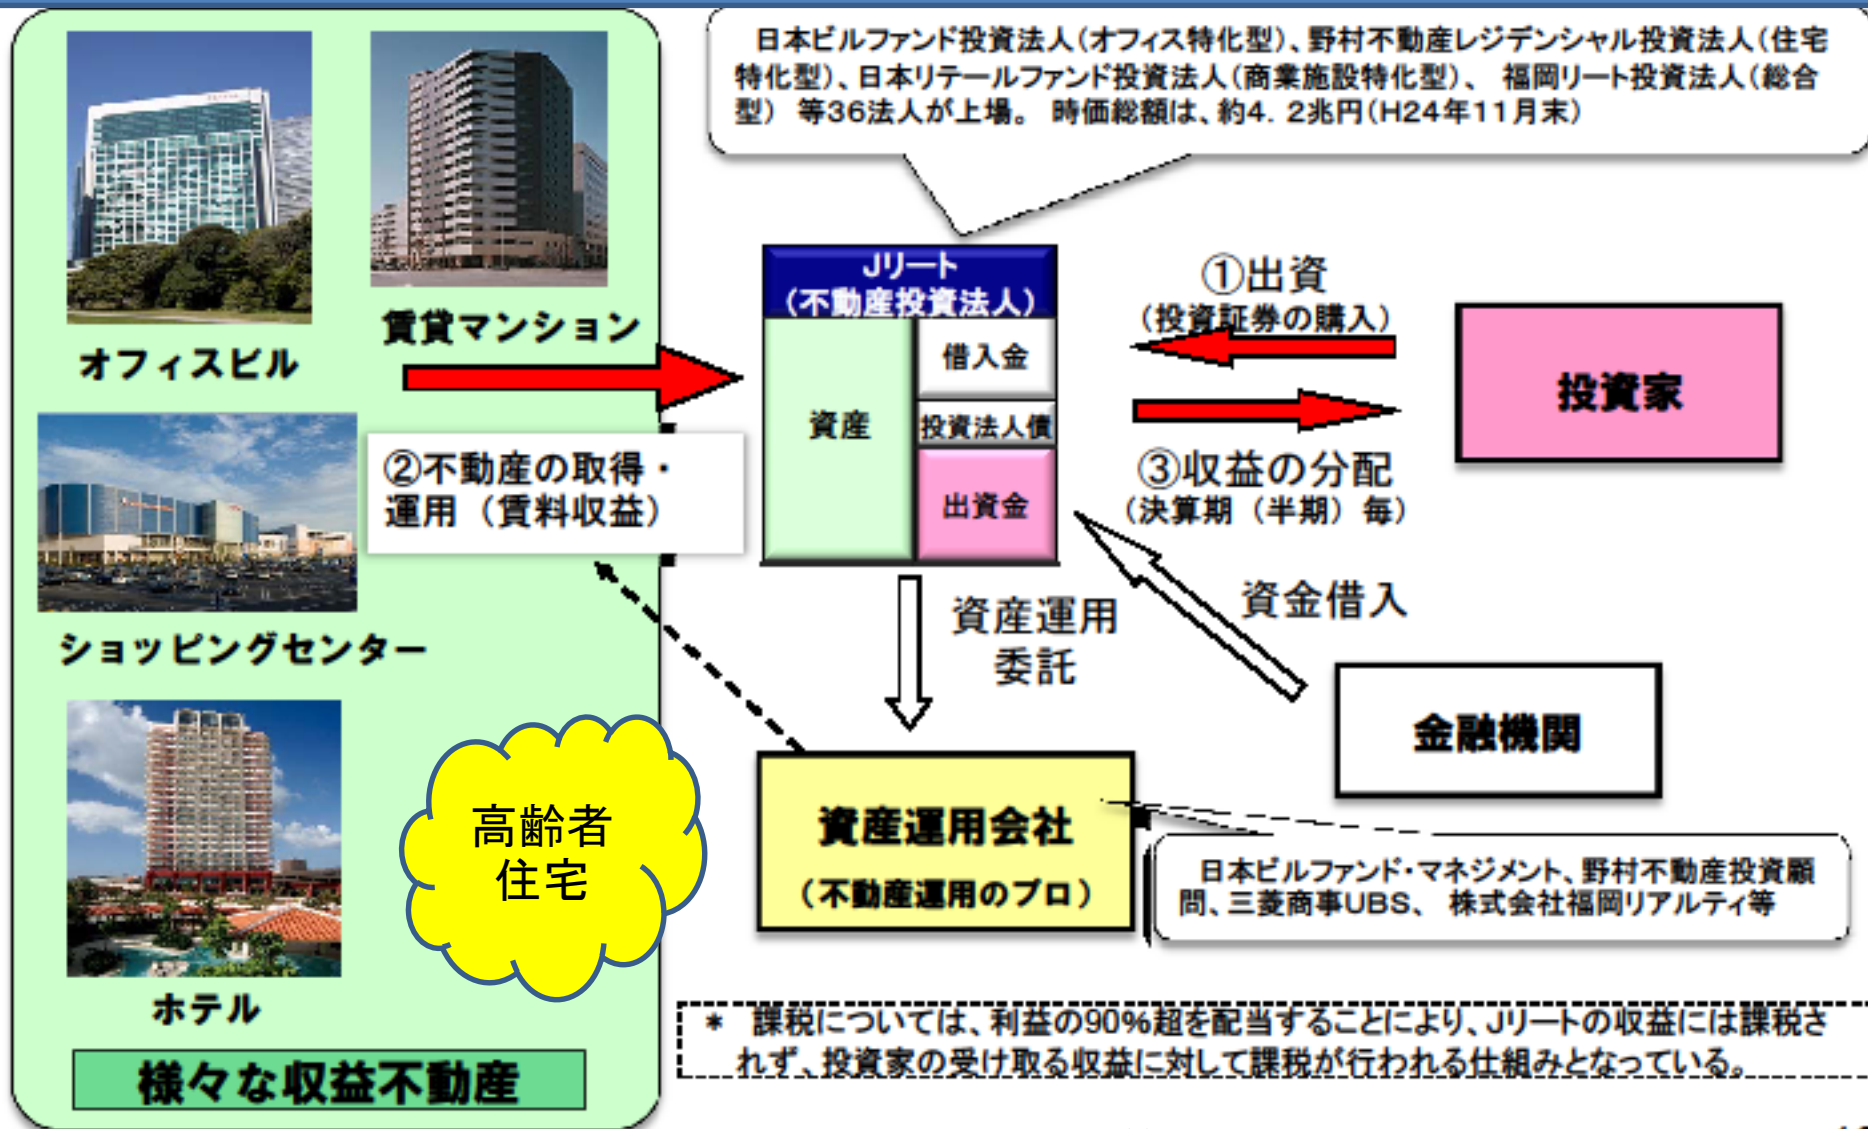 日本ビルファンド投資法人(オフィス特化型)、野村不動産レジデンシャル投資法人(住宅
特化型)、日本リテールファンド投資法人(商業施設特化型)、 福岡リート投資法人(総合
型) 等36法人が上場。 時価総額は、約4. 2兆円(H24年11月末)
オフィスビル
賃貸マンション
ショッピングセンター
ホテル
高齢者
住宅
様々な収益不動産
②不動産の取得・
運用(賃料収益)
Jリート
(不動産投資法人)
資産
借入金
投資法人債
出資金
①出資
(投資証券の購入)
③収益の分配
(決算期(半期)毎)
投資家
資金借入
金融機関
資産運用
委託
資産運用会社
(不動産運用のプロ)
日本ビルファンド・マネジメント、野村不動産投資顧
問、三菱商事UBS、 株式会社福岡リアルティ等
* 課税については、利益の90%超を配当することにより、Jリートの収益には課税さ
れず、投資家の受け取る収益に対して課税が行われる仕組みとなっている。